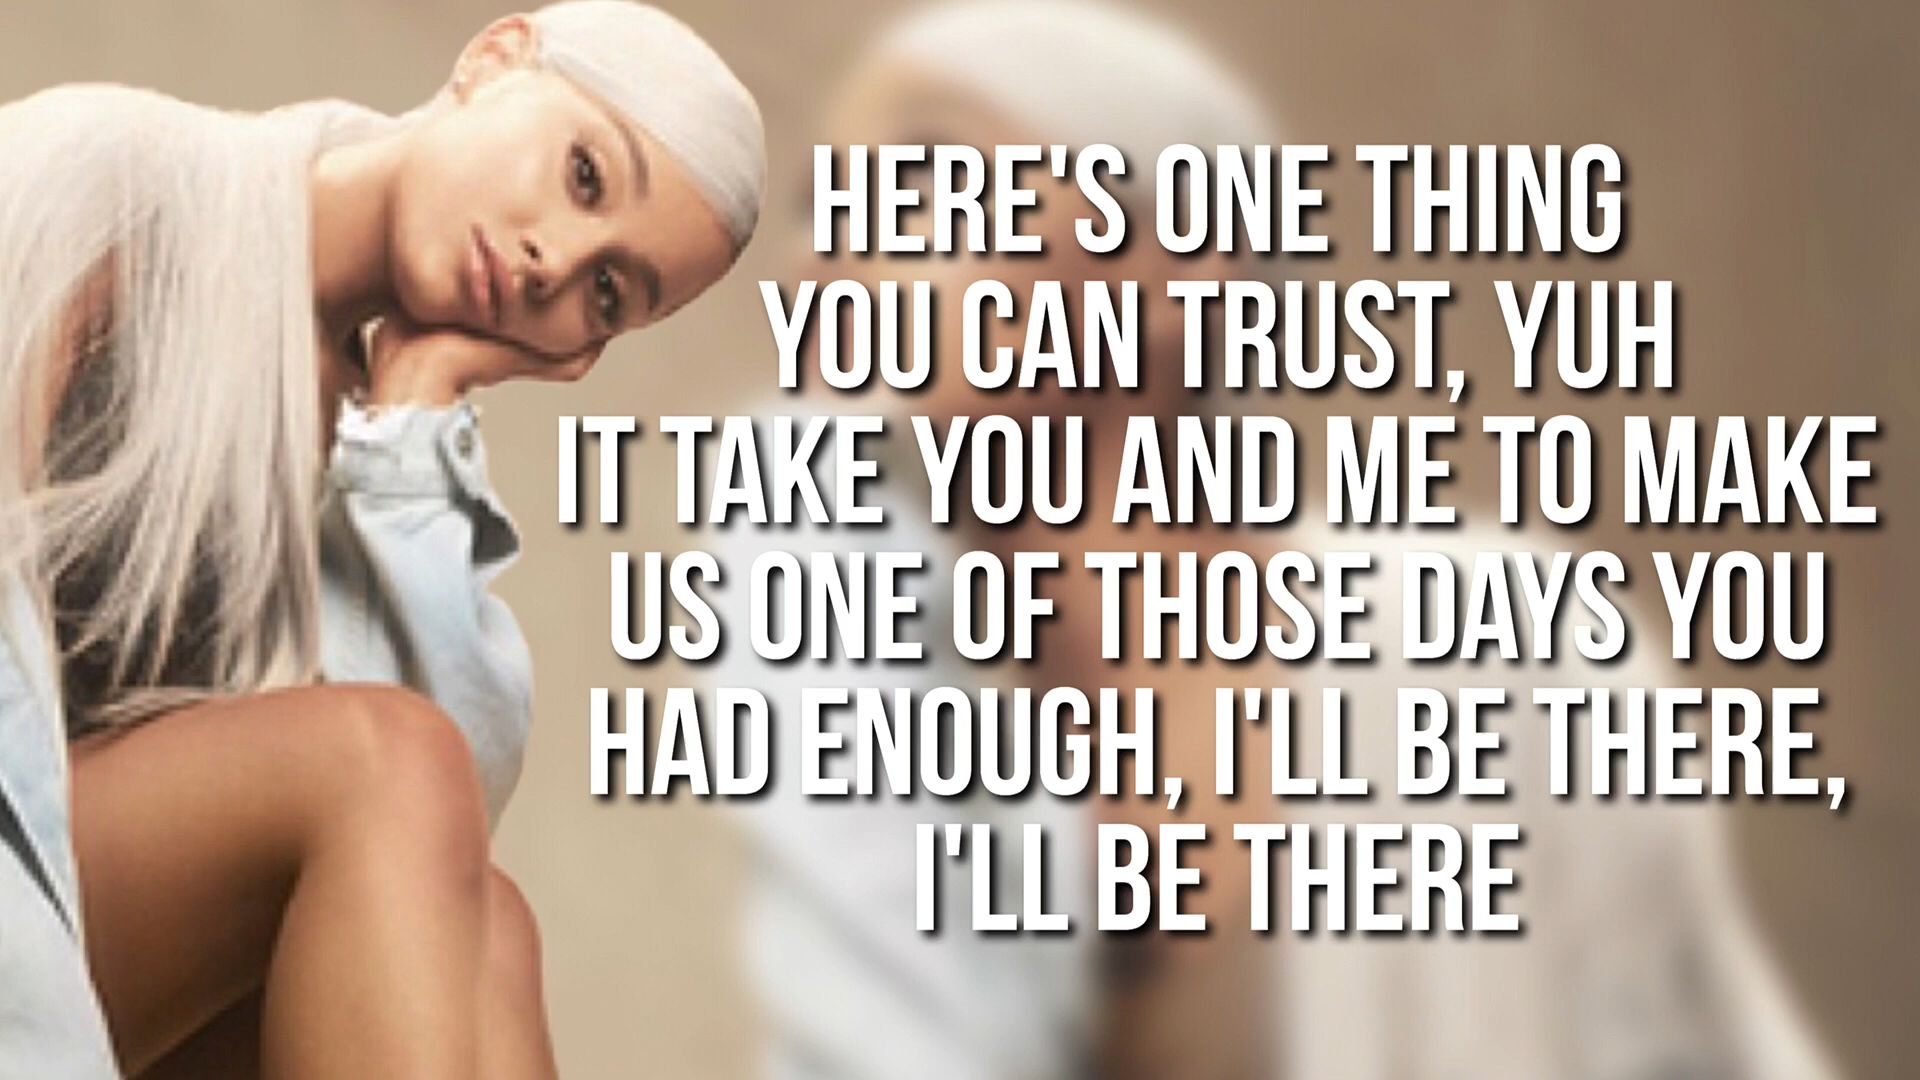 HERE'S ONE THING
YOU CAN TRUST, YUH
IT TAKE YOU AND ME TO MAKE
US ONE OF THOSE DAYS YOU
HAD ENOUGH, I'LL BE THERE,
I'LL BE THERE